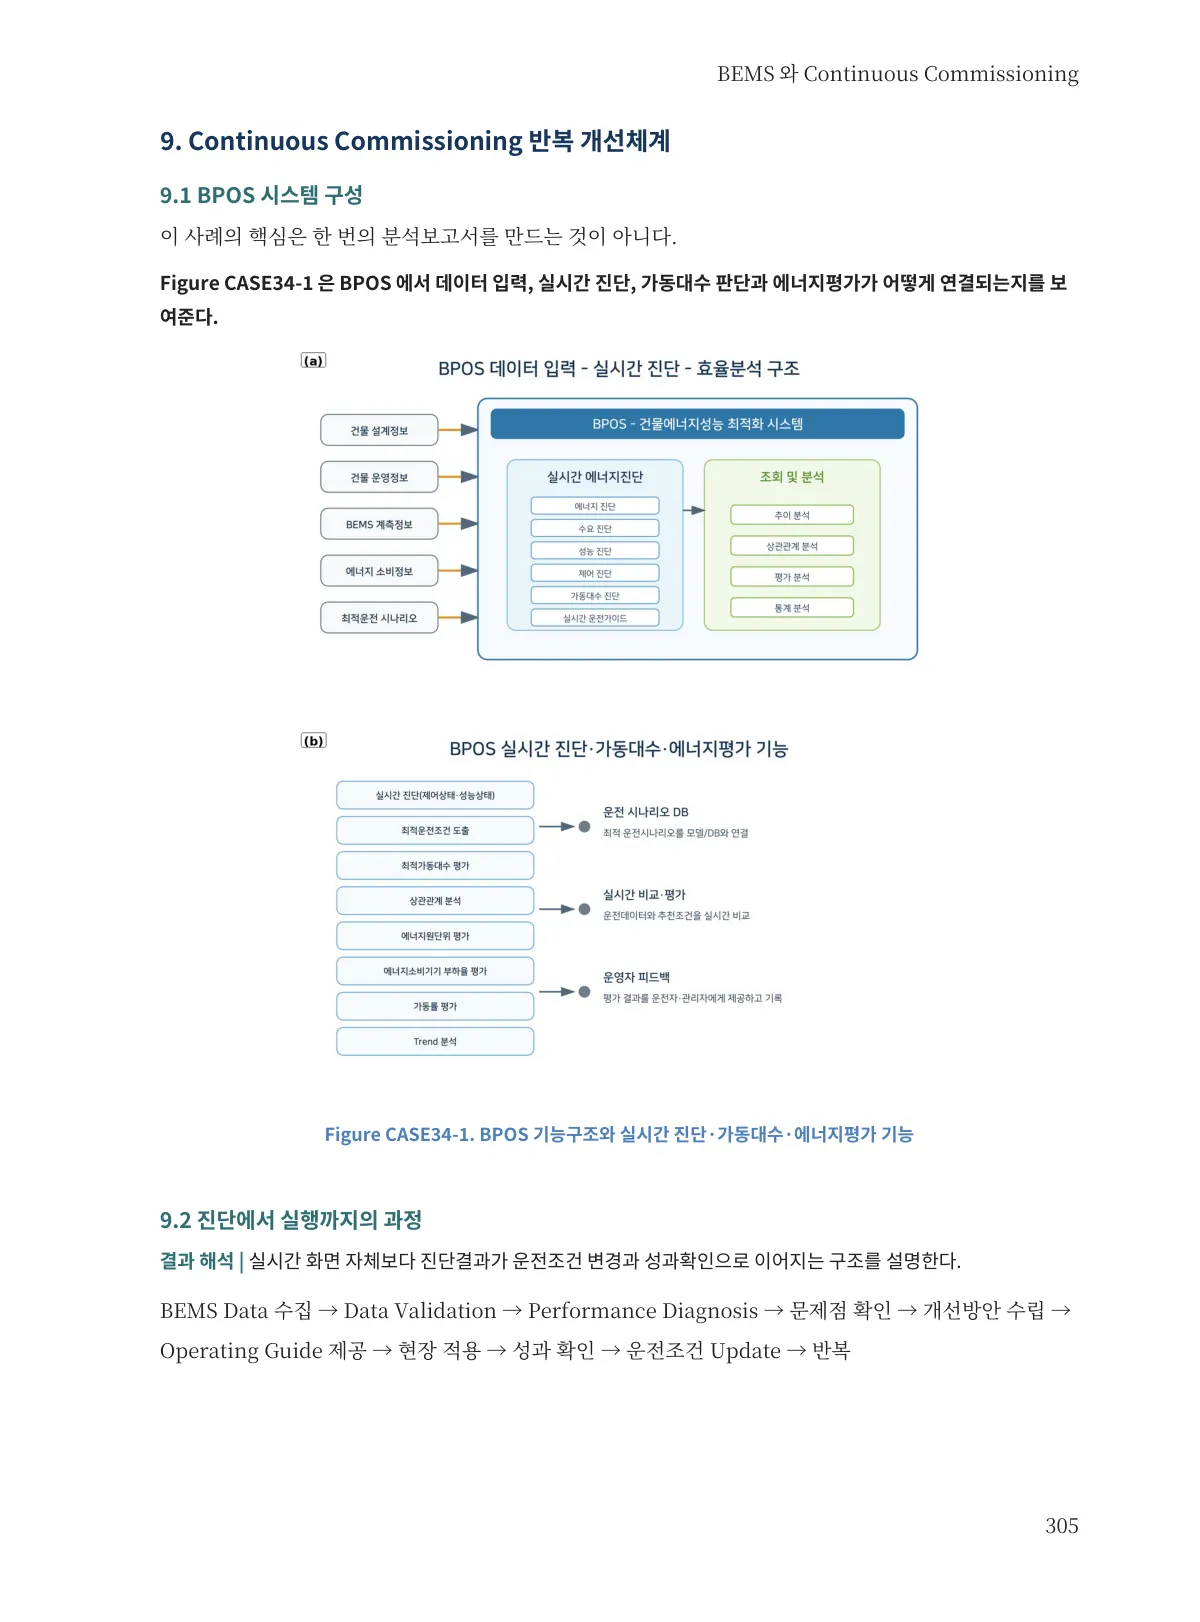 BEMS 와 Continuous Commissioning
9. Continuous Commissioning 반복 개선체계
9.1 BPOS 시스템 구성
이 사례의 핵심은 한 번의 분석보고서를 만드는 것이 아니다.
Figure CASE34-1 은 BPOS 에서 데이터 입력, 실시간 진단, 가동대수 판단과 에너지평가가 어떻게 연결되는지를 보
여준다.
(a)
BPOS 데이터 입력 – 실시간 진단 – 효율분석 구조
건물 설계정보
건물 운영정보
BEMS 계측정보
에너지 소비정보
최적운전 시나리오
BPOS – 건물에너지성능 최적화 시스템
실시간 에너지진단
에너지 진단
수요 진단
성능 진단
제어 진단
가동대수 진단
실시간 운전가이드
조회 및 분석
추이 분석
상관관계 분석
평가 분석
통계 분석
(b)
BPOS 실시간 진단·가동대수·에너지평가 기능
실시간 진단(제어상태·성능상태)
최적운전조건 도출
최적가동대수 평가
상관관계 분석
에너지원단위 평가
에너지소비기기 부하율 평가
가동률 평가
Trend 분석
운전 시나리오 DB
최적 운전시나리오를 모델/DB와 연결
실시간 비교·평가
운전데이터와 추천조건을 실시간 비교
운영자 피드백
평가 결과를 운전자·관리자에게 제공하고 기록
Figure CASE34-1. BPOS 기능구조와 실시간 진단·가동대수·에너지평가 기능
9.2 진단에서 실행까지의 과정
결과 해석 | 실시간 화면 자체보다 진단결과가 운전조건 변경과 성과확인으로 이어지는 구조를 설명한다.
BEMS Data 수집 → Data Validation → Performance Diagnosis → 문제점 확인 → 개선방안 수립 →
Operating Guide 제공 → 현장 적용 → 성과 확인 → 운전조건 Update → 반복
305